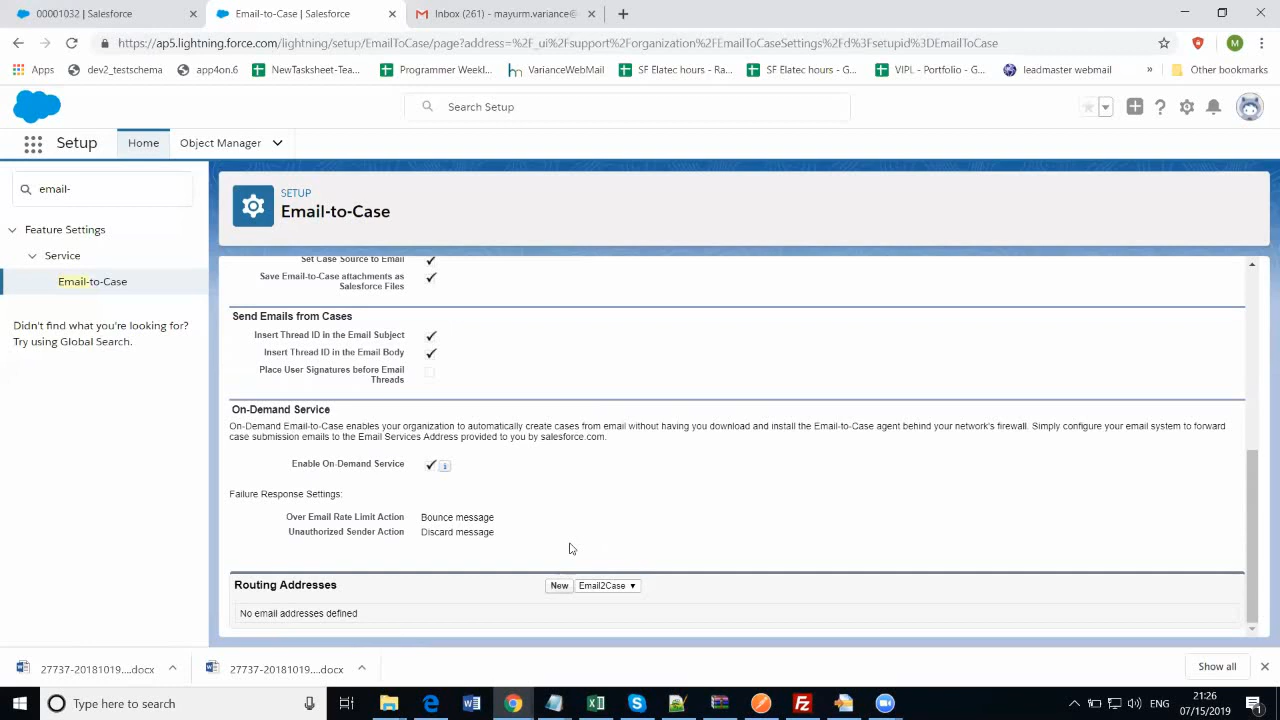 00001032 | Salesforce
Email-to-Case | Salesforce
Inbox (261) - mayurm.variance@
https://ap5.lightning.force.com/lightning/setup/EmailToCase/page?address=%2F_ui%2Fsupport%2Forganization%2FEmailToCaseSettings%2Fd%3Fsetupid%3DEmailToCase
M
Apps
dev2_testschema
app4on.6
NewTasksheet-Tea...
Programmer Weekl...
VarianceWebMail
SF Elatec hours - Ra...
SF Elatec hours - G...
VIPL - Portfolio - G...
leadmaster webmail
»
Other bookmarks
Search Setup
Setup
Home
Object Manager
email-
Feature Settings
Service
Email-to-Case
Didn't find what you're looking for?
Try using Global Search.
SETUP
Email-to-Case
Set Case Source to Email
Save Email-to-Case attachments as
Salesforce Files
Send Emails from Cases
Insert Thread ID in the Email Subject
Insert Thread ID in the Email Body
Place User Signatures before Email
Threads
On-Demand Service
On-Demand Email-to-Case enables your organization to automatically create cases from email without having you download and install the Email-to-Case agent behind your network's firewall. Simply configure your email system to forward
case submission emails to the Email Services Address provided to you by salesforce.com.
Enable On-Demand Service
i
Failure Response Settings:
Over Email Rate Limit Action Bounce message
Unauthorized Sender Action Discard message
Routing Addresses
New
Email2Case
No email addresses defined
27737-20181019....docx
27737-20181019....docx
Show all
Type here to search
ENG
21:26
07/15/2019
1